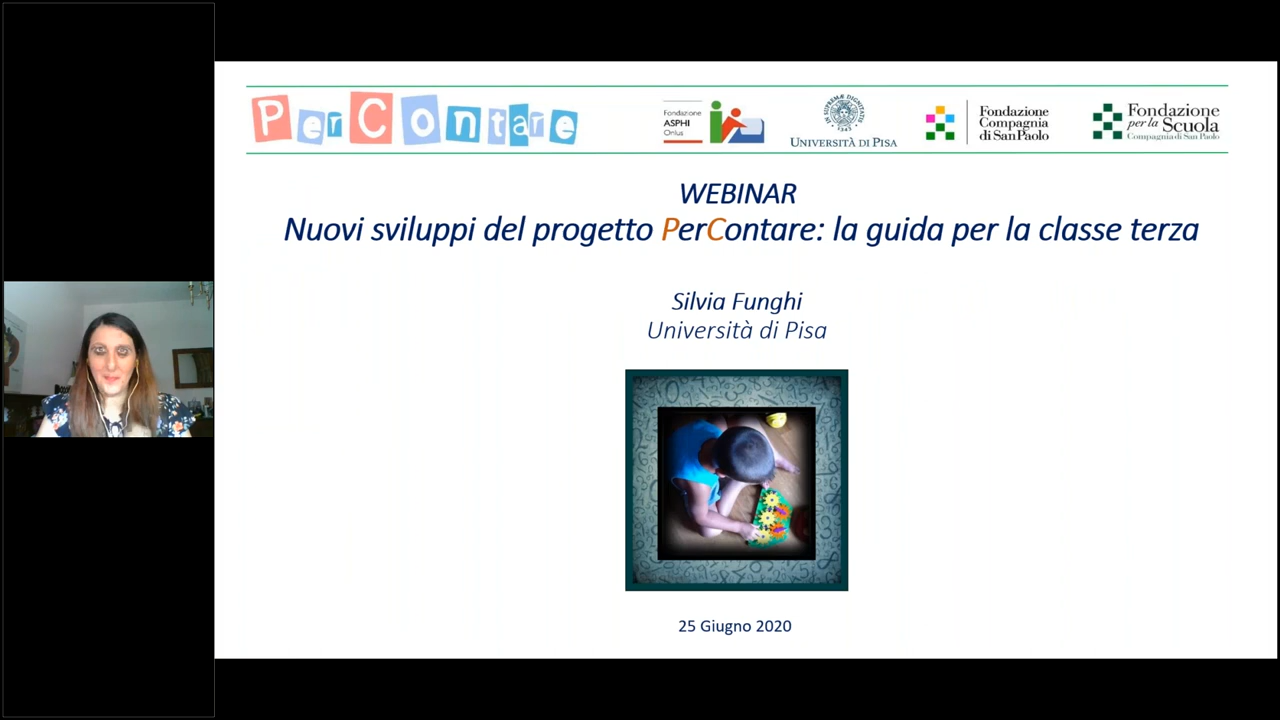 PerContare
Fondazione
ASPHI
Onlus
UNIVERSITÀ DI PISA
Fondazione
Compagnia
di San Paolo
Fondazione
per la Scuola
Compagnia di San Paolo
WEBINAR
Nuovi sviluppi del progetto PerContare: la guida per la classe terza
Silvia Funghi
Università di Pisa
25 Giugno 2020